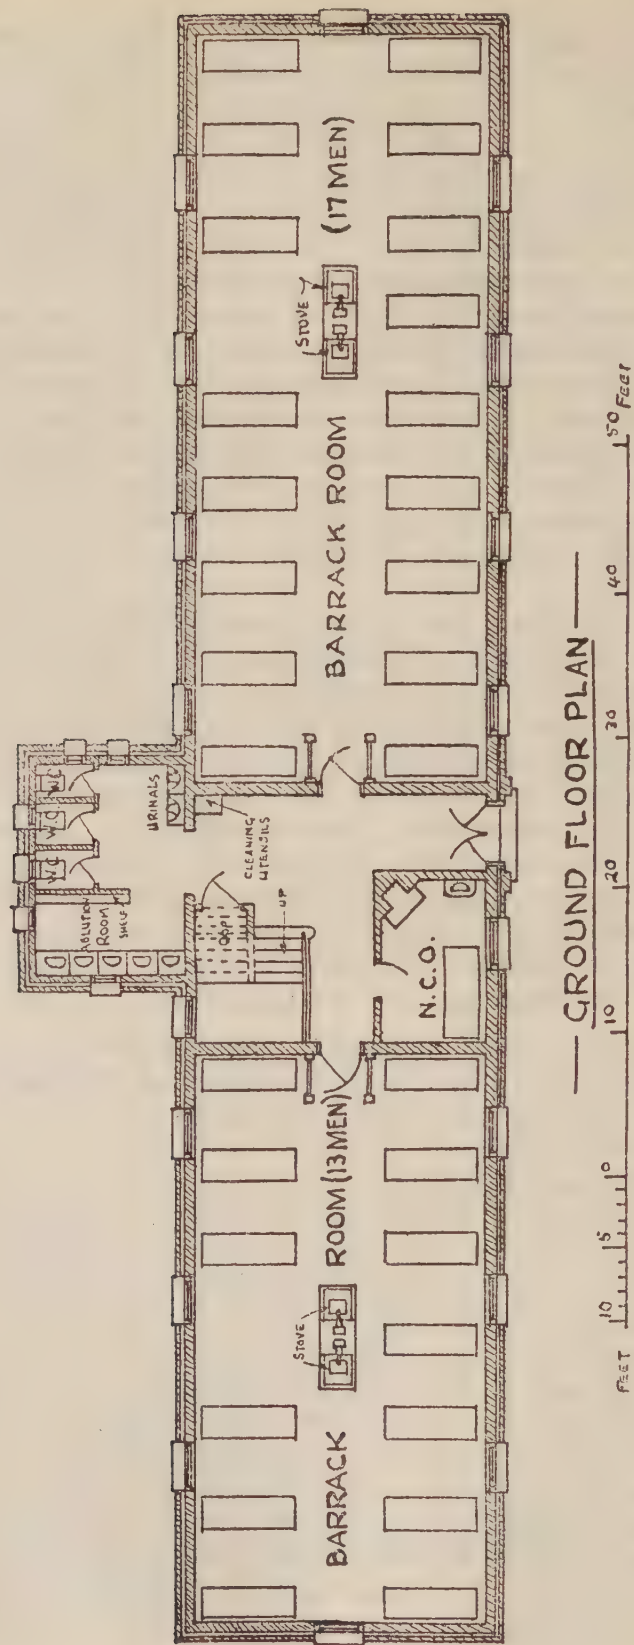 W.C.
W.C.
W.C.
URINALS
ABLUTION
ROOM
SHELF
CLEANING
UTENSILS
UP
N.C.O.
BARRACK ROOM (13 MEN)
STOVE
BARRACK ROOM (17 MEN)
STOVE
— GROUND FLOOR PLAN —
FEET 10 5 0 10 20 30 40 50 FEET